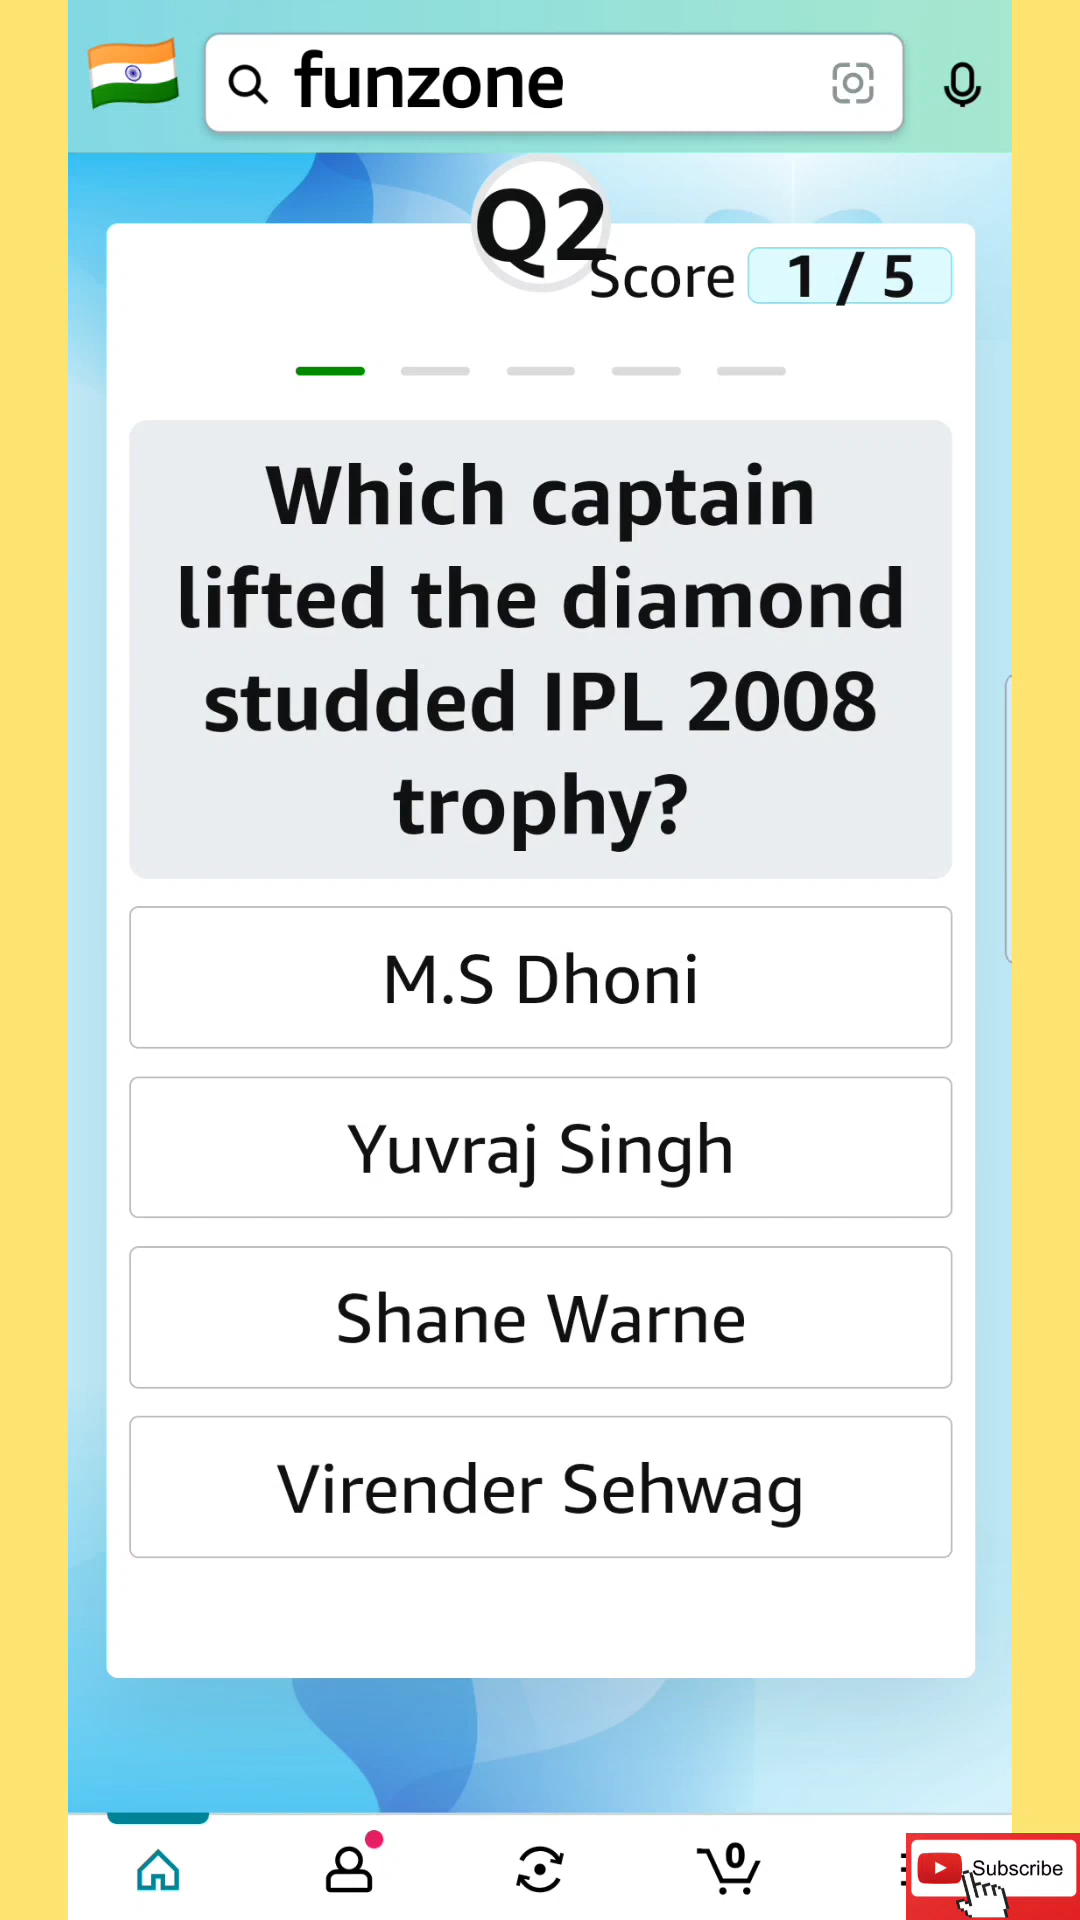 funzone
Q2
Score 1 / 5
Which captain
lifted the diamond
studded IPL 2008
trophy?
M.S Dhoni
Yuvraj Singh
Shane Warne
Virender Sehwag
0
Subscribe